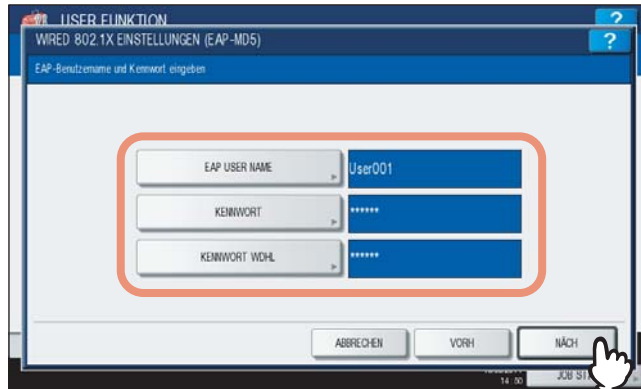 USER FUNKTION
?
WIRED 802.1X EINSTELLUNGEN (EAP-MD5)
?
EAP-Benutzername und Kennwort eingeben
EAP USER NAME
User001
KENNWORT
******
KENNWORT WDHL
******
ABBRECHEN
VORH
NÄCH
14 50
JOB